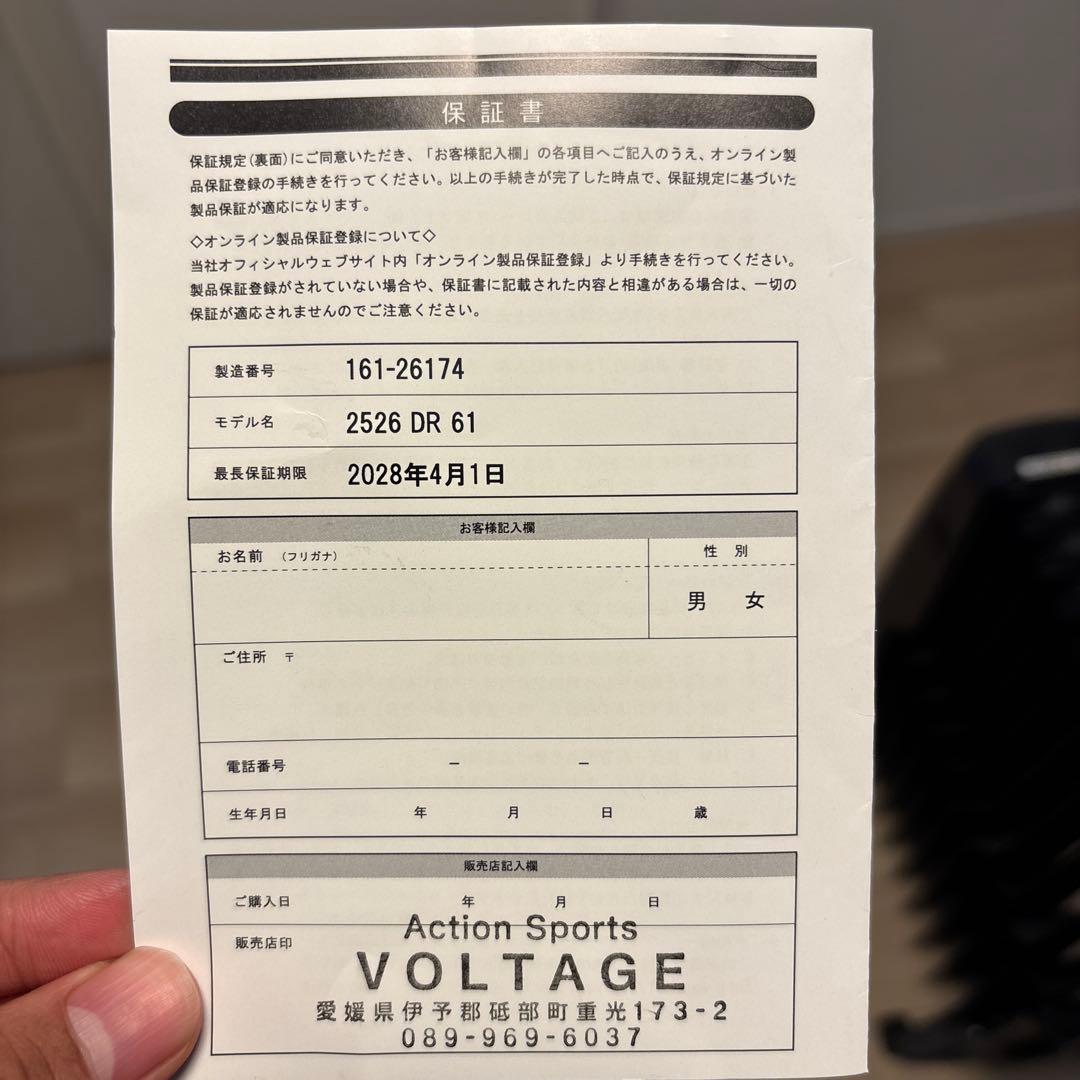 保証書
保証規定(裏面)にご同意いただき、「お客様記入欄」の各項目へご記入のうえ、オンライン製
品保証登録の手続きを行ってください。以上の手続きが完了した時点で、保証規定に基づいた
製品保証が適応になります。
◇オンライン製品保証登録について◇
当社オフィシャルウェブサイト内「オンライン製品保証登録」より手続きを行ってください。
製品保証登録がされていない場合や、保証書に記載された内容と相違がある場合は、一切の
保証が適応されませんのでご注意ください。
製造番号 161-26174
モデル名 2526 DR 61
最長保証期限 2028年4月1日
お客様記入欄
お名前 (フリガナ) 性別
男 女
ご住所 〒
電話番号 － －
生年月日 年 月 日 歳
販売店記入欄
ご購入日 年 月 日
Action Sports
販売店印
VOLTAGE
愛媛県伊予郡砥部町重光173-2
089-969-6037